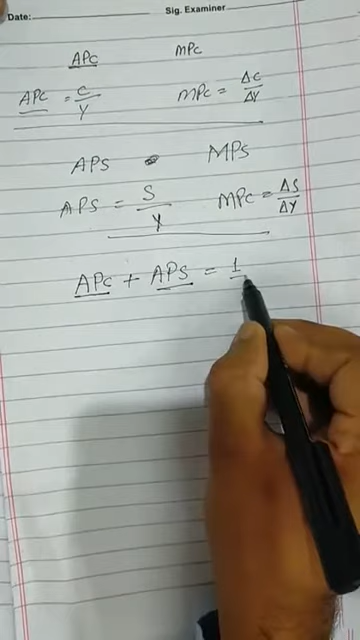 Date: Sig. Examiner
APC MPC
APC = C/Y MPC = ΔC/ΔY
APS MPS
APS = S/Y MPC = ΔS/ΔY
APC + APS = 1